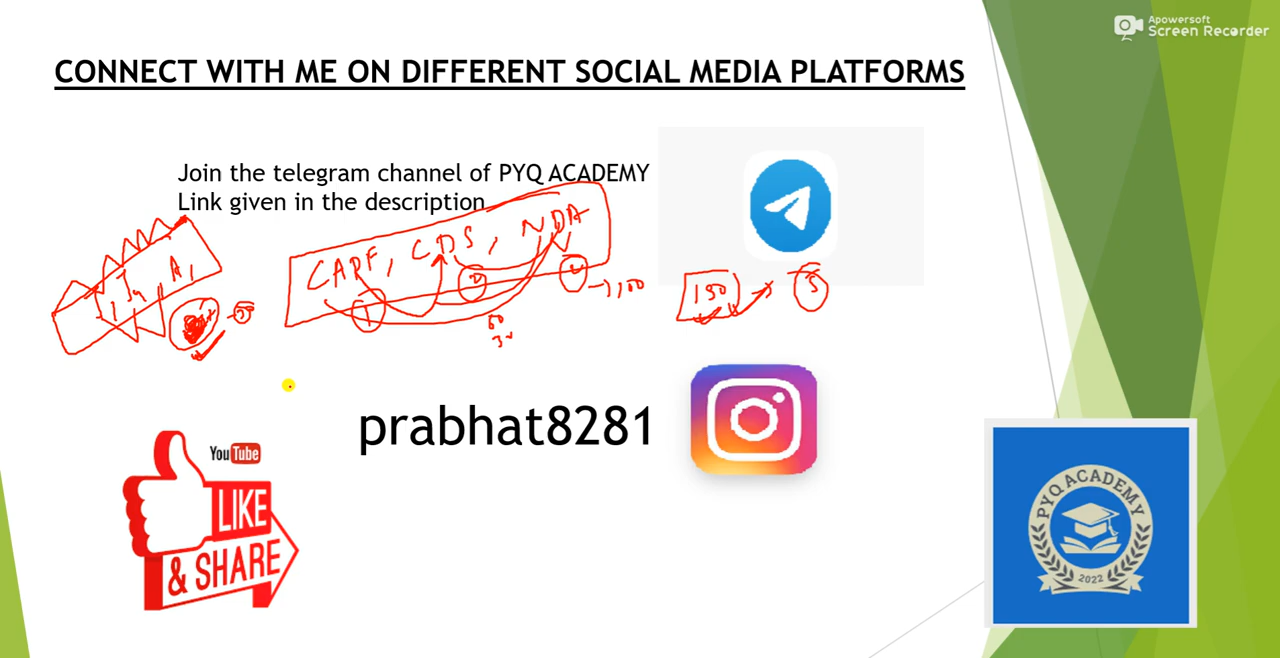 Apowersoft
Screen Recorder
CONNECT WITH ME ON DIFFERENT SOCIAL MEDIA PLATFORMS
Join the telegram channel of PYQ ACADEMY
Link given in the description
CAPF, CDS, NDA
150
prabhat8281
YouTube
LIKE
& SHARE
PYQ ACADEMY
2022